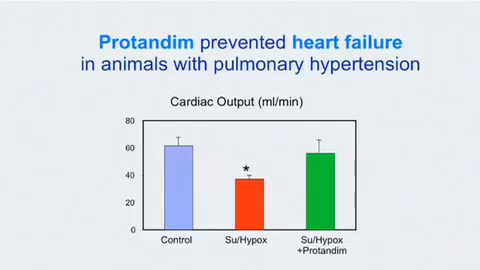 Protandim prevented heart failure
in animals with pulmonary hypertension
Cardiac Output (ml/min)
80
60
40
20
0
*
Control
Su/Hypox
Su/Hypox
+Protandim